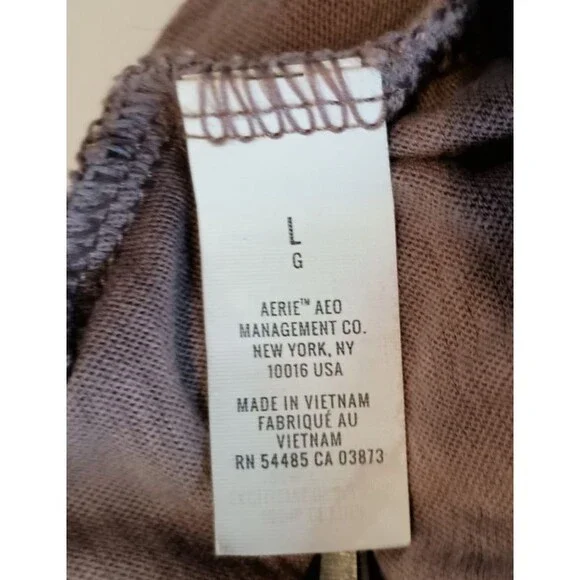 L
G
AERIE™ AEO
MANAGEMENT CO.
NEW YORK, NY
10016 USA
MADE IN VIETNAM
FABRIQUÉ AU
VIETNAM
RN 54485 CA 03873